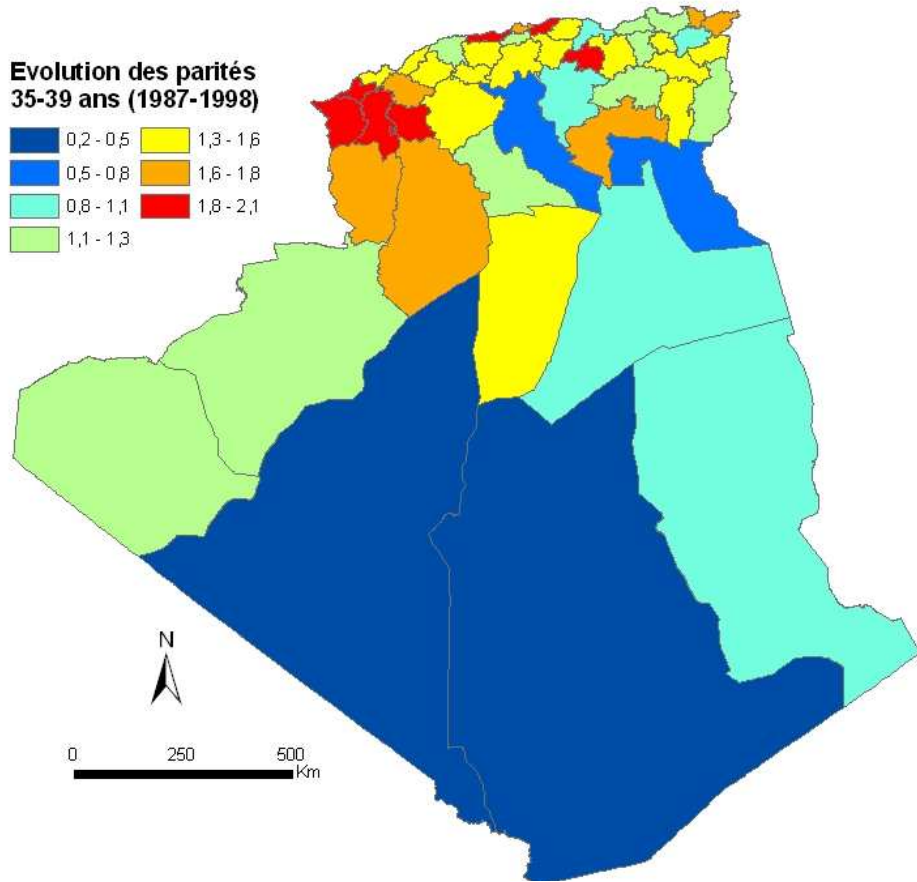 Evolution des parités
35-39 ans (1987-1998)
0,2 - 0,5
1,3 - 1,6
0,5 - 0,8
1,6 - 1,8
0,8 - 1,1
1,8 - 2,1
1,1 - 1,3
N
0 250 500
Km